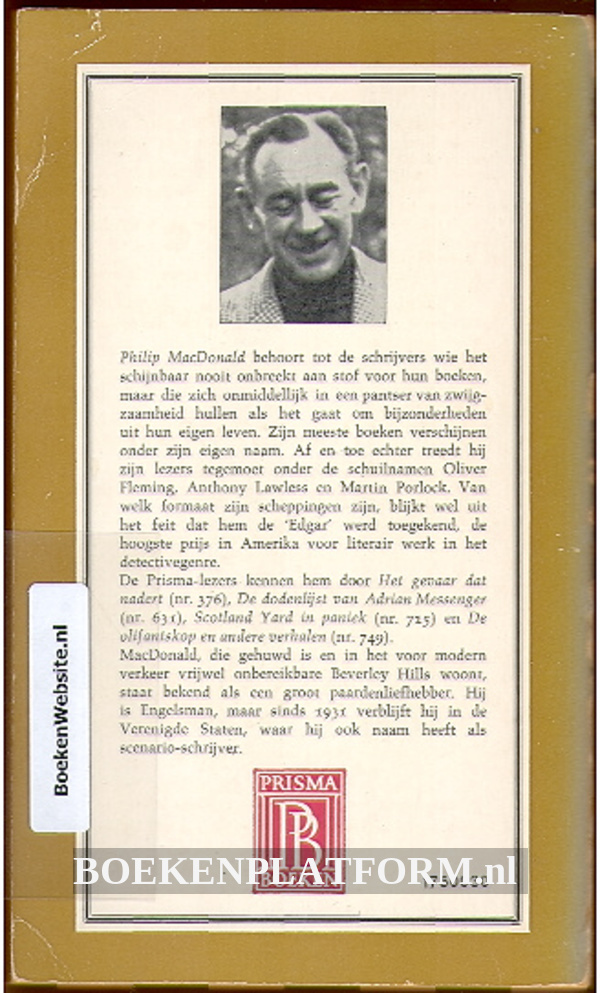 Philip MacDonald behoort tot de schrijvers wie het
schijnbaar nooit onbreekt aan stof voor hun boeken,
maar die zich onmiddellijk in een pantser van zwijg-
zaamheid hullen als het gaat om bijzonderheden
uit hun eigen leven. Zijn meeste boeken verschijnen
onder zijn eigen naam. Af en toe echter treedt hij
zijn lezers tegemoet onder de schuilnamen Oliver
Fleming, Anthony Lawless en Martin Porlock. Van
welk formaat zijn scheppingen zijn, blijkt wel uit
het feit dat hem de ‘Edgar’ werd toegekend, de
hoogste prijs in Amerika voor literair werk in het
detectivegenre.
De Prisma-lezers kennen hem door Het gevaar dat
nadert (nr. 376), De dodenlijst van Adrian Messenger
(nr. 631), Scotland Yard in paniek (nr. 725) en De
olifantskop en andere verhalen (nr. 749).
MacDonald, die gehuwd is en in het voor modern
verkeer vrijwel onbereikbare Beverley Hills woont,
staat bekend als een groot paardenliefhebber. Hij
is Engelsman, maar sinds 1931 verblijft hij in de
Verenigde Staten, waar hij ook naam heeft als
scenario-schrijver.
BoekenWebsite.nl
PRISMA
PB
BOEKEN
BOEKENPLATFORM.nl